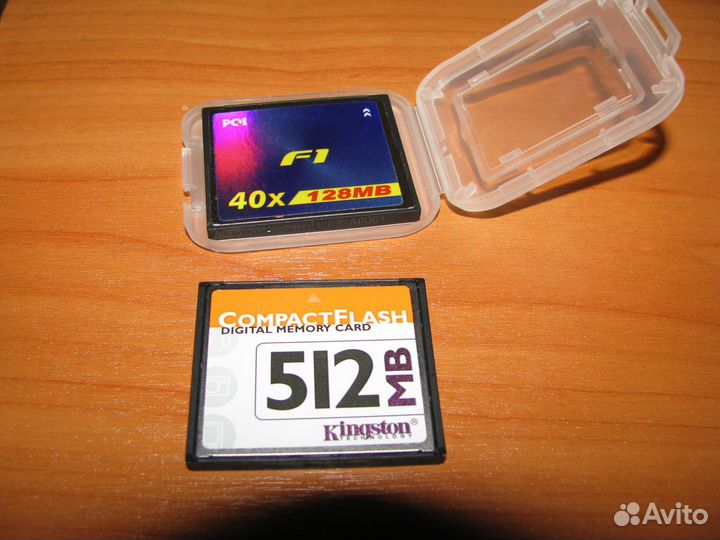 PQI
F1
40x 128MB
COMPACTFLASH
DIGITAL MEMORY CARD
512 MB
Kingston
TECHNOLOGY
Avito